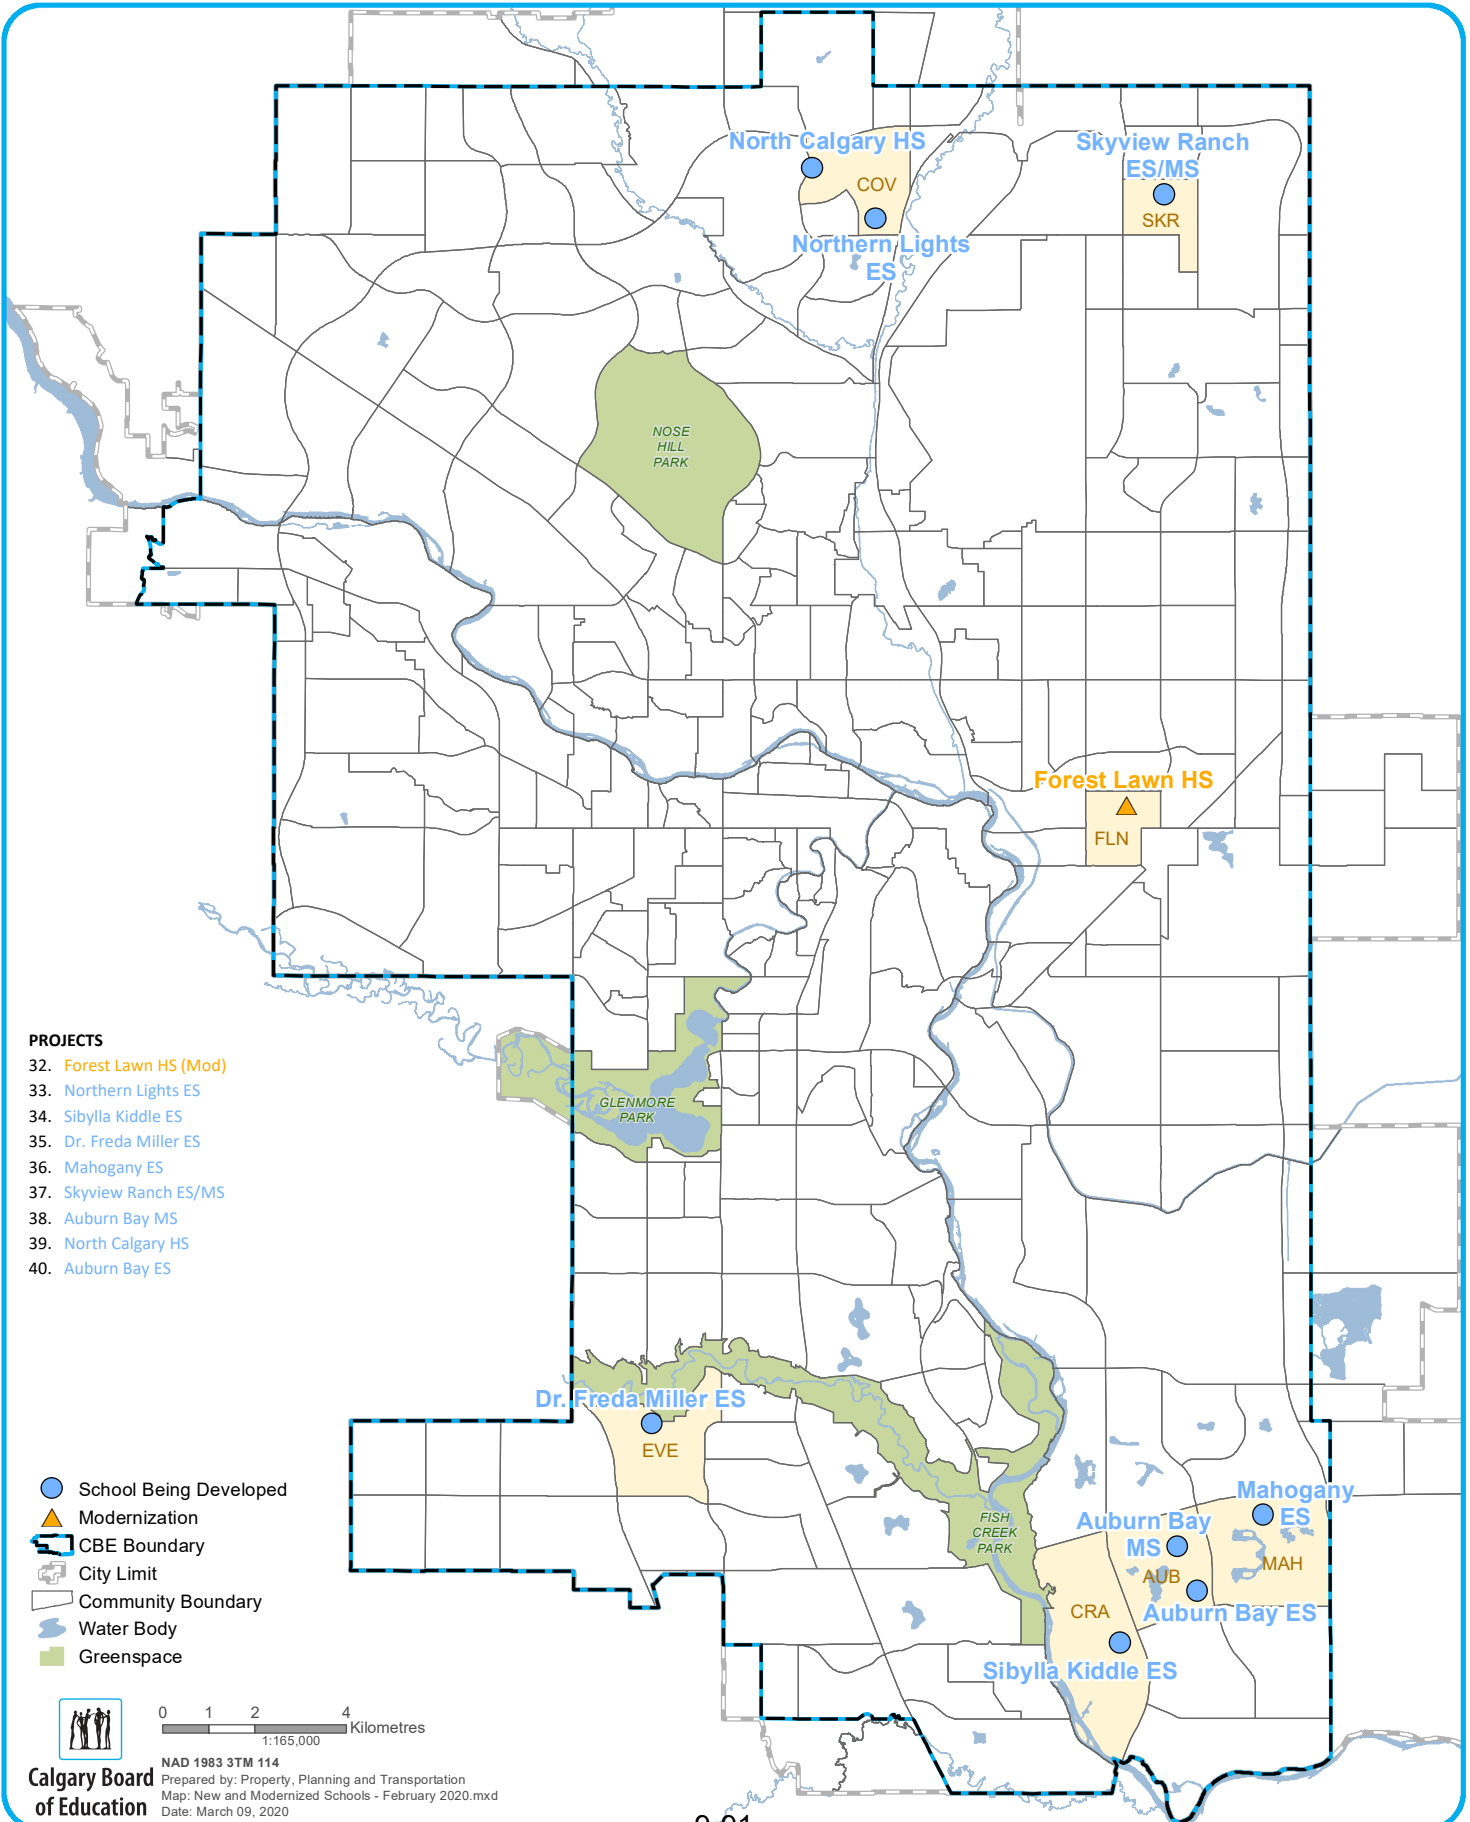 North Calgary HS
COV
Northern Lights
ES
Skyview Ranch
ES/MS
SKR
NOSE
HILL
PARK
Forest Lawn HS
FLN
PROJECTS
32. Forest Lawn HS (Mod)
33. Northern Lights ES
34. Sibylla Kiddle ES
35. Dr. Freda Miller ES
36. Mahogany ES
37. Skyview Ranch ES/MS
38. Auburn Bay MS
39. North Calgary HS
40. Auburn Bay ES
GLENMORE
PARK
Dr. Freda Miller ES
EVE
FISH
CREEK
PARK
Mahogany
ES
MAH
Auburn Bay
MS
AUB
Auburn Bay ES
CRA
Sibylla Kiddle ES
School Being Developed
Modernization
CBE Boundary
City Limit
Community Boundary
Water Body
Greenspace
0 1 2 4
Kilometres
1:165,000
Calgary Board
of Education
NAD 1983 3TM 114
Prepared by: Property, Planning and Transportation
Map: New and Modernized Schools - February 2020.mxd
Date: March 09, 2020